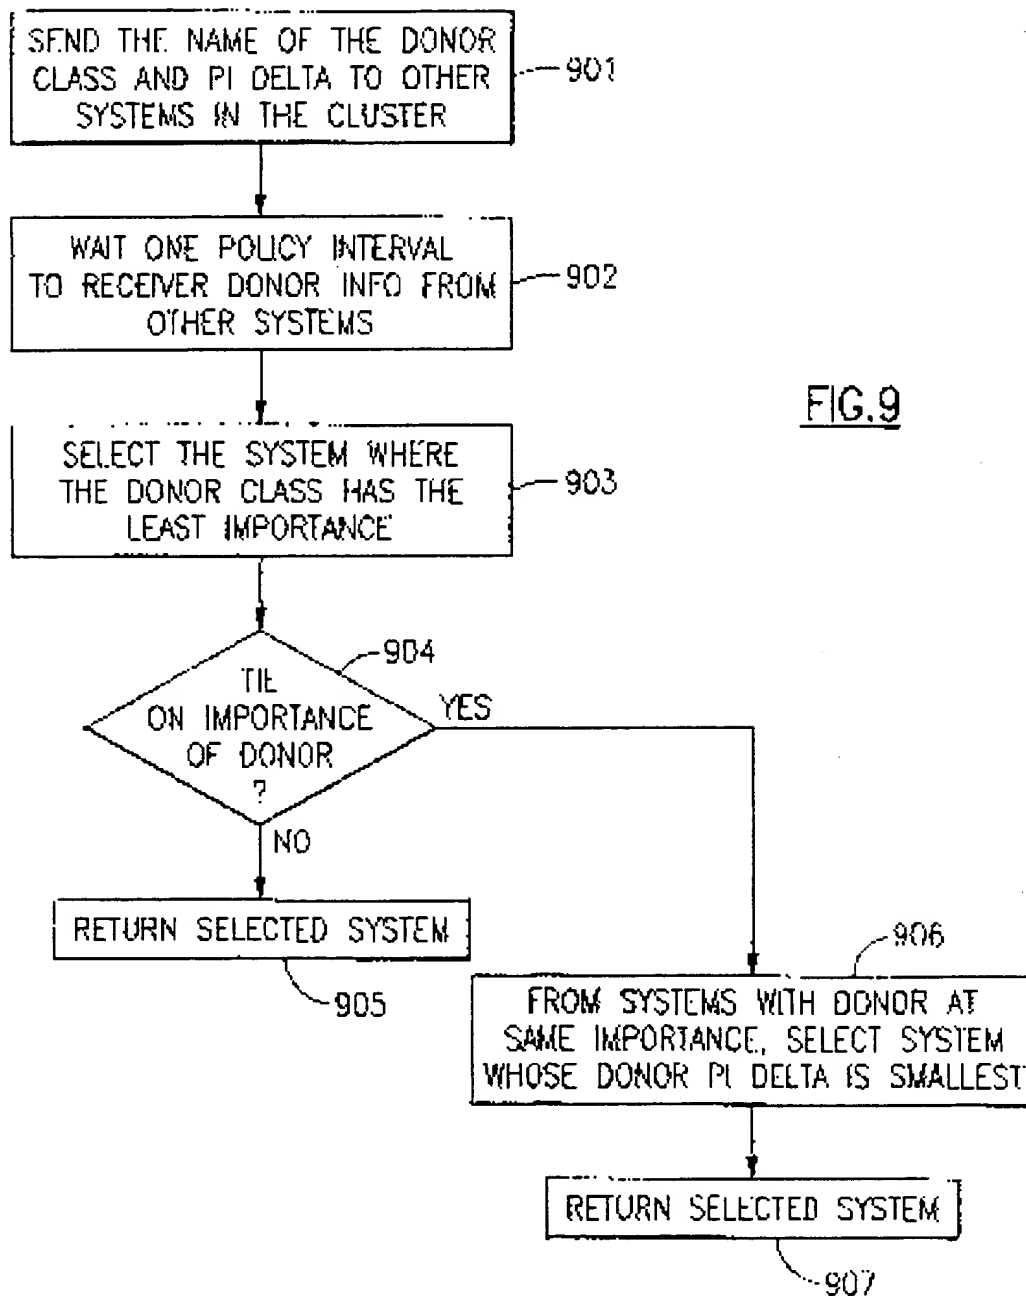 SEND THE NAME OF THE DONOR
CLASS AND PI DELTA TO OTHER
SYSTEMS IN THE CLUSTER
901
WAIT ONE POLICY INTERVAL
TO RECEIVER DONOR INFO FROM
OTHER SYSTEMS
902
FIG.9
SELECT THE SYSTEM WHERE
THE DONOR CLASS HAS THE
LEAST IMPORTANCE
903
904
TIE
ON IMPORTANCE
OF DONOR
?
YES
NO
RETURN SELECTED SYSTEM
905
906
FROM SYSTEMS WITH DONOR AT
SAME IMPORTANCE, SELECT SYSTEM
WHOSE DONOR PI DELTA IS SMALLEST
RETURN SELECTED SYSTEM
907